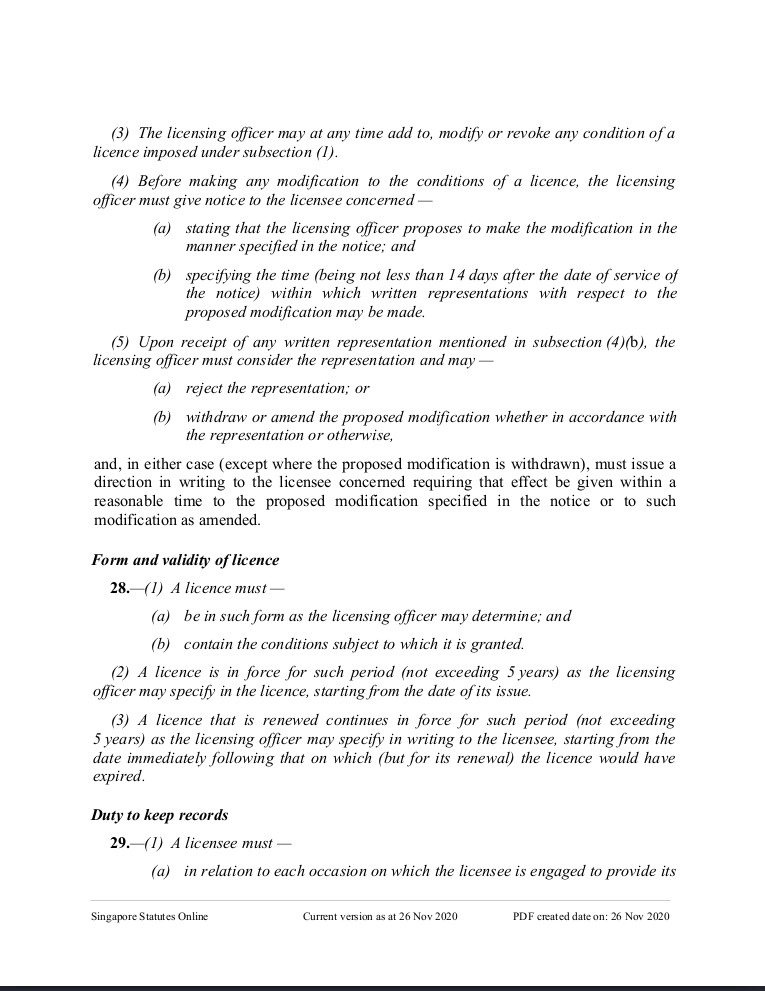 (3) The licensing officer may at any time add to, modify or revoke any condition of a
licence imposed under subsection (1).
(4) Before making any modification to the conditions of a licence, the licensing
officer must give notice to the licensee concerned —
(a) stating that the licensing officer proposes to make the modification in the
manner specified in the notice; and
(b) specifying the time (being not less than 14 days after the date of service of
the notice) within which written representations with respect to the
proposed modification may be made.
(5) Upon receipt of any written representation mentioned in subsection (4)(b), the
licensing officer must consider the representation and may —
(a) reject the representation; or
(b) withdraw or amend the proposed modification whether in accordance with
the representation or otherwise,
and, in either case (except where the proposed modification is withdrawn), must issue a
direction in writing to the licensee concerned requiring that effect be given within a
reasonable time to the proposed modification specified in the notice or to such
modification as amended.
Form and validity of licence
28.—(1) A licence must —
(a) be in such form as the licensing officer may determine; and
(b) contain the conditions subject to which it is granted.
(2) A licence is in force for such period (not exceeding 5 years) as the licensing
officer may specify in the licence, starting from the date of its issue.
(3) A licence that is renewed continues in force for such period (not exceeding
5 years) as the licensing officer may specify in writing to the licensee, starting from the
date immediately following that on which (but for its renewal) the licence would have
expired.
Duty to keep records
29.—(1) A licensee must —
(a) in relation to each occasion on which the licensee is engaged to provide its
Singapore Statutes Online Current version as at 26 Nov 2020 PDF created date on: 26 Nov 2020